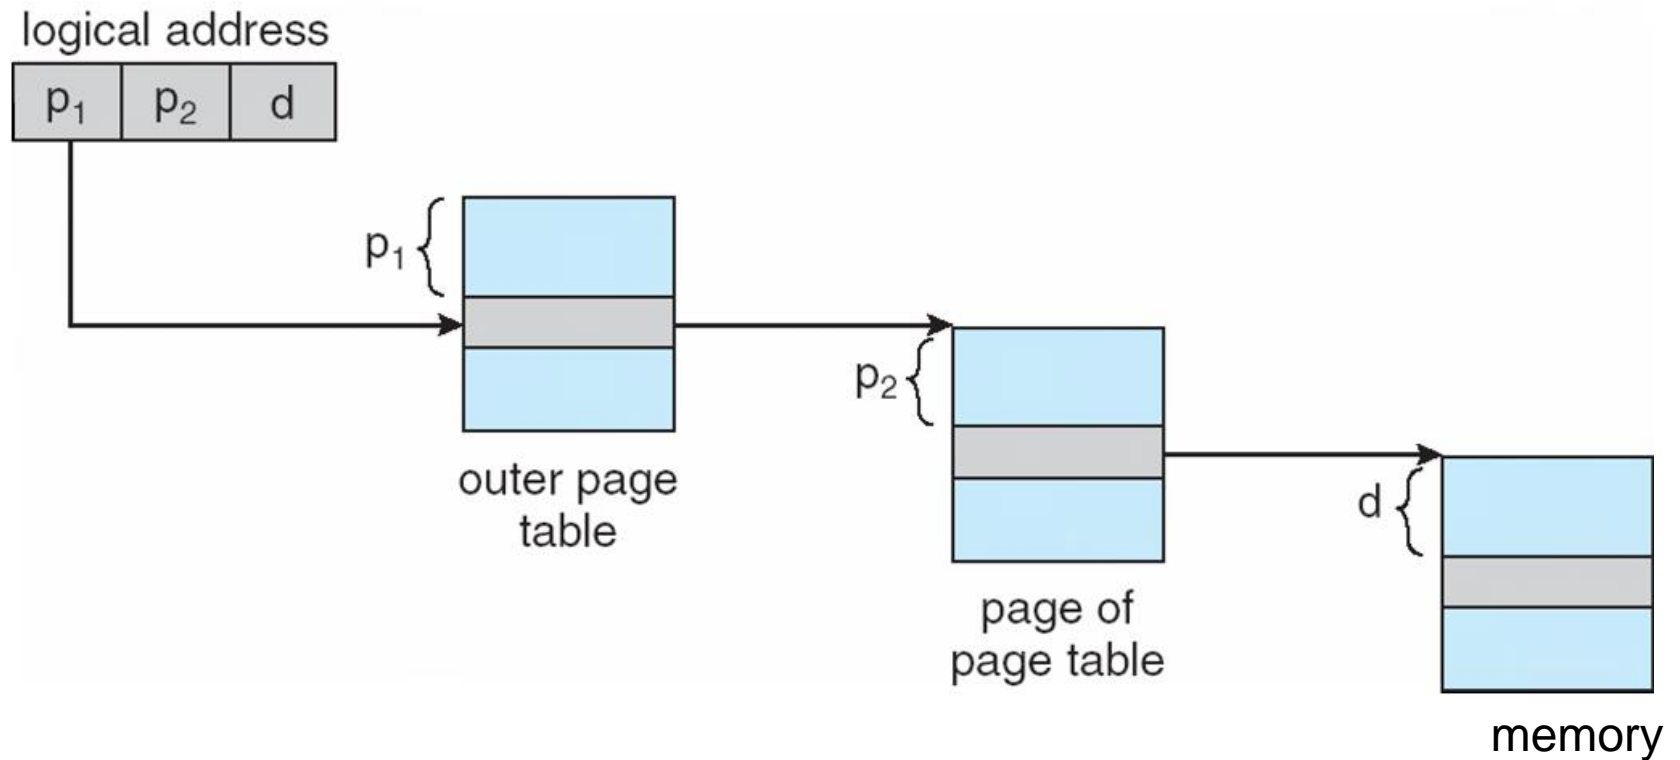 logical address
p₁ p₂ d
p₁
outer page
table
p₂
page of
page table
d
memory